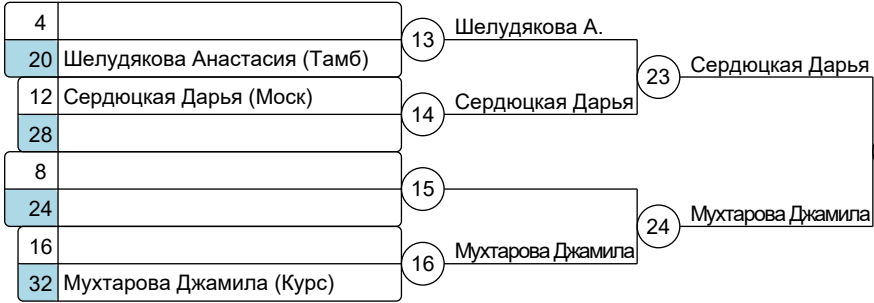 4
20 Шелудякова Анастасия (Тамб)
13 Шелудякова А.
12 Сердюцкая Дарья (Моск)
28
14 Сердюцкая Дарья
23 Сердюцкая Дарья
8
24
15
16
32 Мухтарова Джамила (Курс)
16 Мухтарова Джамила
24 Мухтарова Джамила